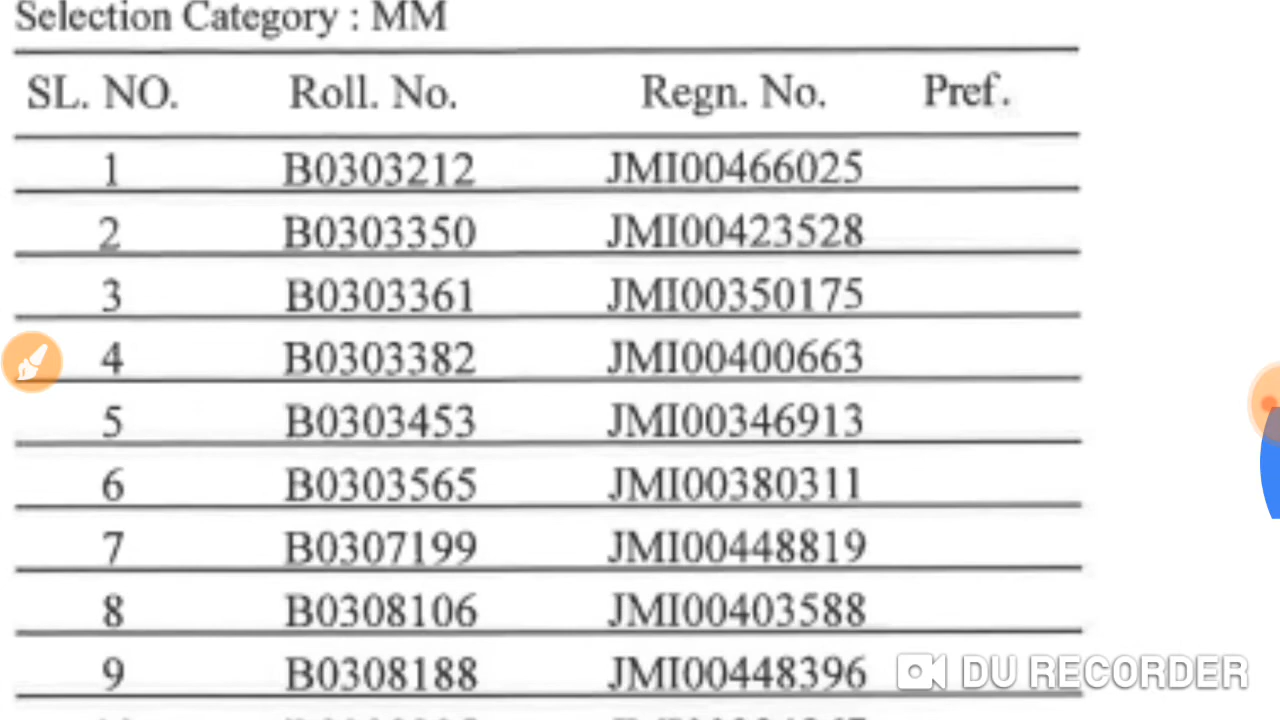 Selection Category : MM
SL. NO. Roll. No. Regn. No. Pref.
1 B0303212 JMI00466025
2 B0303350 JMI00423528
3 B0303361 JMI00350175
4 B0303382 JMI00400663
5 B0303453 JMI00346913
6 B0303565 JMI00380311
7 B0307199 JMI00448819
8 B0308106 JMI00403588
9 B0308188 JMI00448396
DU RECORDER